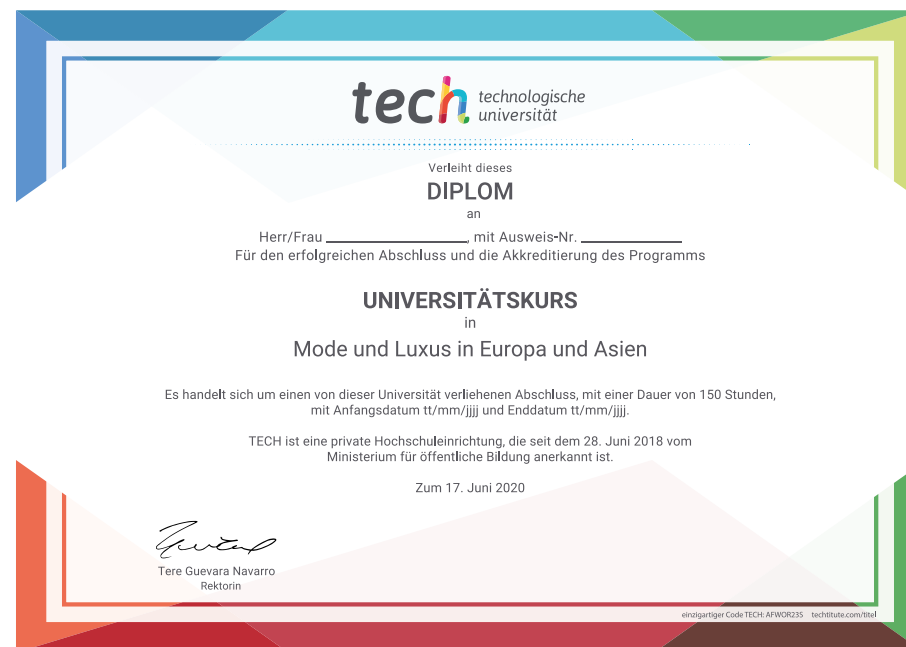 tech technologische
universität
Verleiht dieses
DIPLOM
an
Herr/Frau ____________, mit Ausweis-Nr. ____________
Für den erfolgreichen Abschluss und die Akkreditierung des Programms
UNIVERSITÄTSKURS
in
Mode und Luxus in Europa und Asien
Es handelt sich um einen von dieser Universität verliehenen Abschluss, mit einer Dauer von 150 Stunden,
mit Anfangsdatum tt/mm/jjjj und Enddatum tt/mm/jjjj.
TECH ist eine private Hochschuleinrichtung, die seit dem 28. Juni 2018 vom
Ministerium für öffentliche Bildung anerkannt ist.
Zum 17. Juni 2020
Tere Guevara Navarro
Rektorin
einzigartiger Code TECH: AFWOR23S techtitute.com/titel